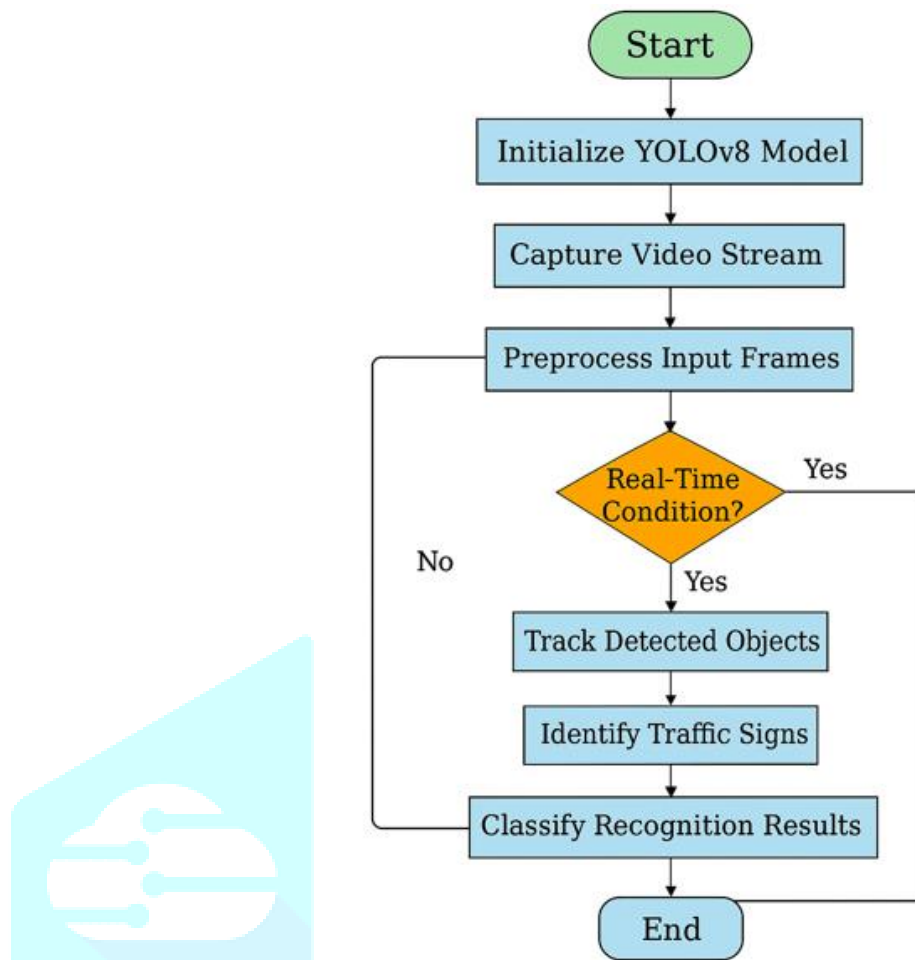 Start
Initialize YOLOv8 Model
Capture Video Stream
Preprocess Input Frames
Real-Time
Condition?
Yes
No
Yes
Track Detected Objects
Identify Traffic Signs
Classify Recognition Results
End